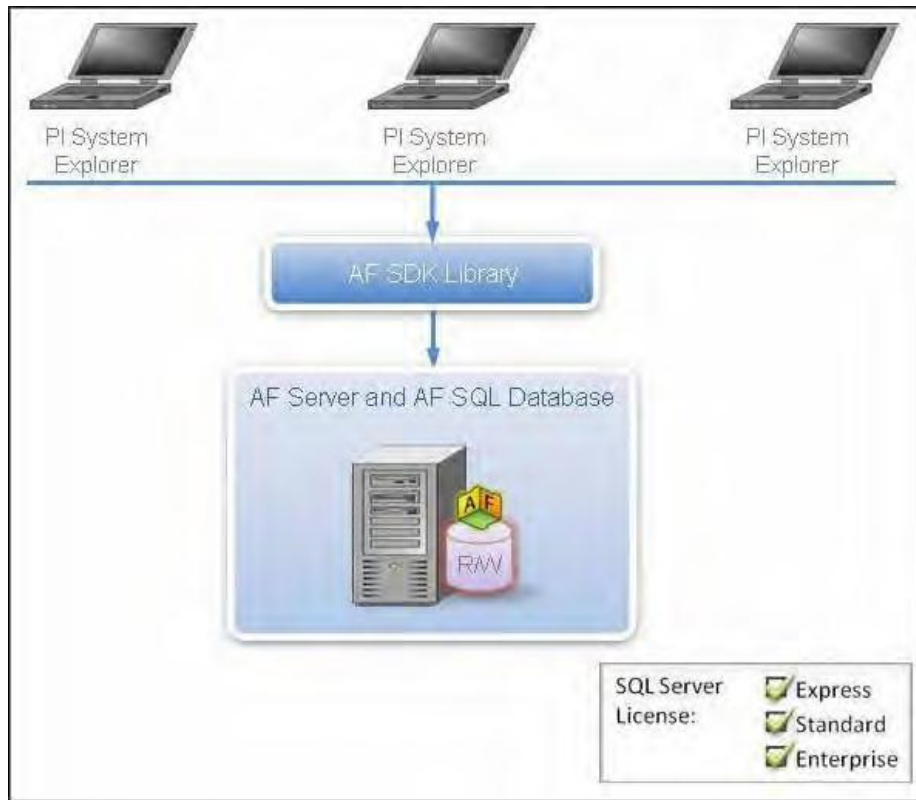 PI System
Explorer
PI System
Explorer
PI System
Explorer
AF SDK Library
AF Server and AF SQL Database
A F
R/W
SQL Server
License:
Express
Standard
Enterprise